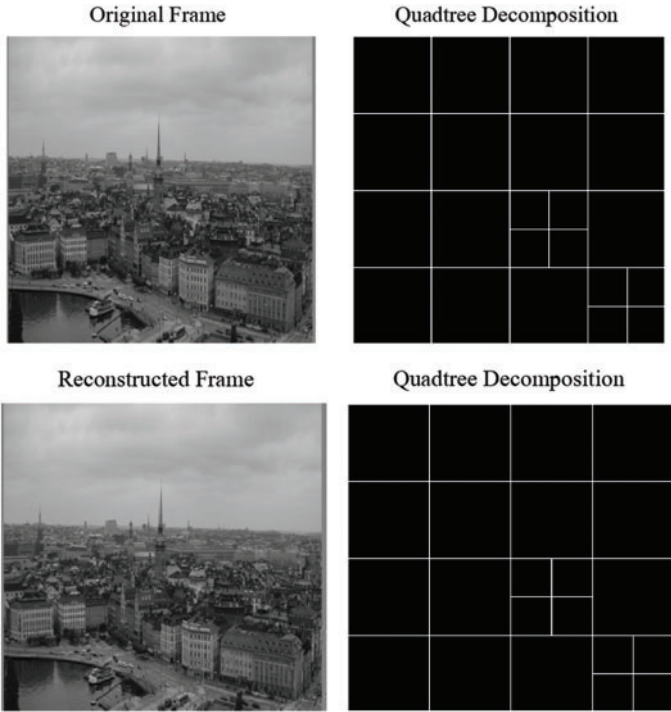 Original Frame
Quadtree Decomposition
Reconstructed Frame
Quadtree Decomposition